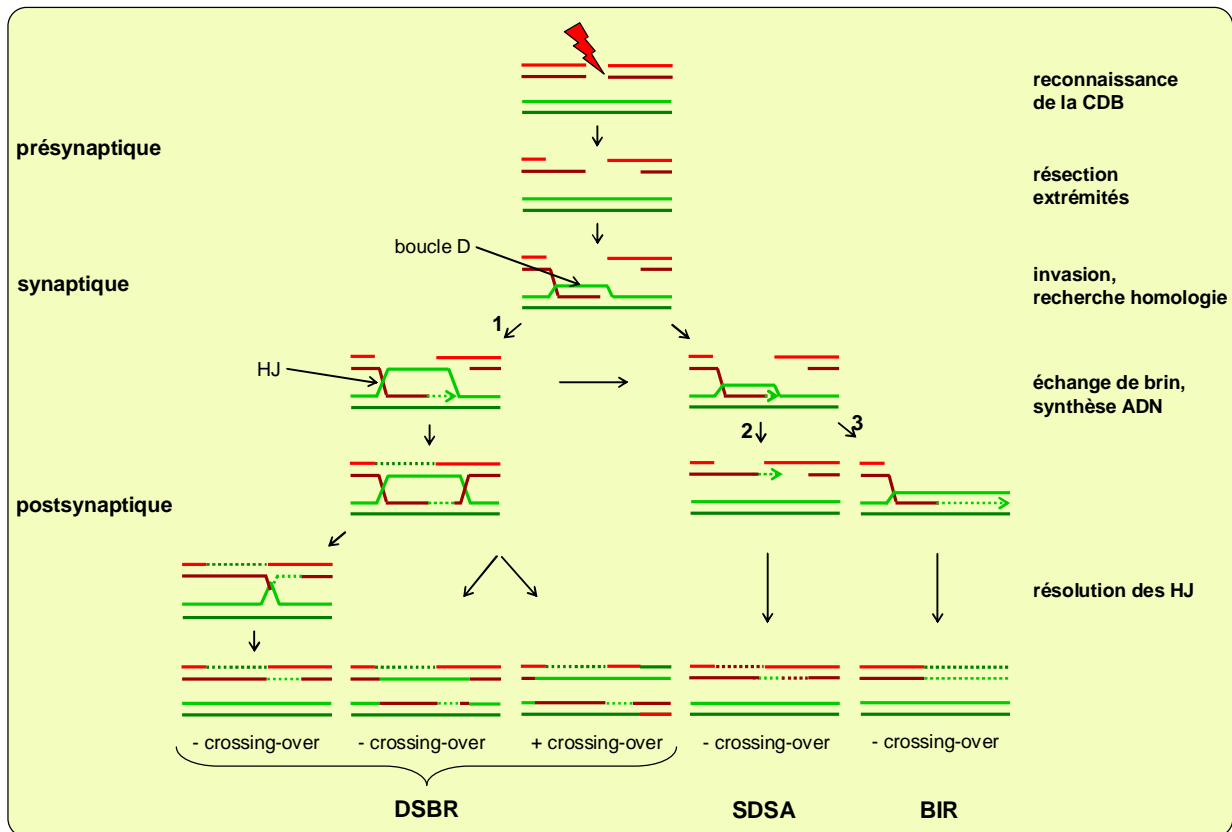 reconnaissance
de la CDB
présynaptique
résection
extrémités
boucle D
synaptique
invasion,
recherche homologie
1
HJ
échange de brin,
synthèse ADN
2
3
postsynaptique
résolution des HJ
- crossing-over
- crossing-over
+ crossing-over
- crossing-over
- crossing-over
DSBR
SDSA
BIR